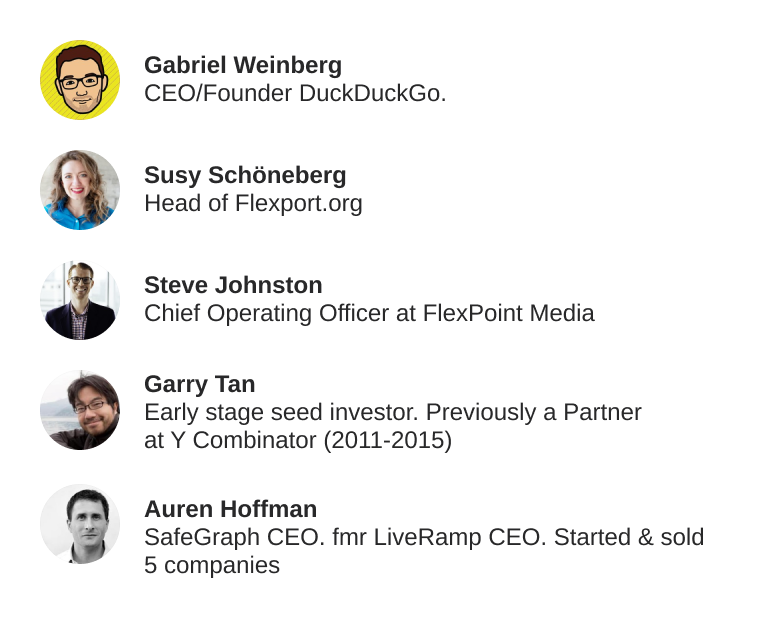 Gabriel Weinberg
CEO/Founder DuckDuckGo.
Susy Schöneberg
Head of Flexport.org
Steve Johnston
Chief Operating Officer at FlexPoint Media
Garry Tan
Early stage seed investor. Previously a Partner
at Y Combinator (2011-2015)
Auren Hoffman
SafeGraph CEO. fmr LiveRamp CEO. Started & sold
5 companies